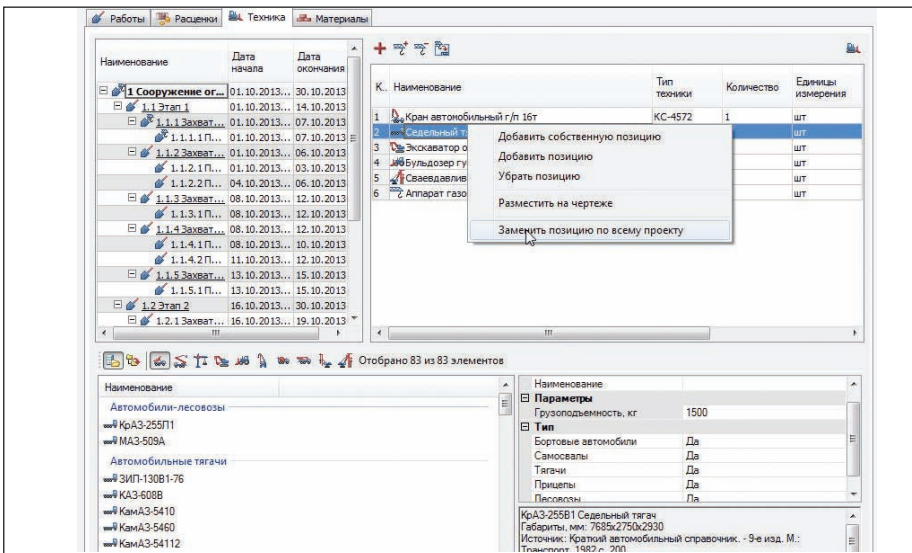 Работы Расценки Техника Материалы
Наименование Дата начала Дата окончания
1 Сооружение ог... 01.10.2013... 30.10.2013
1.1 Этап 1 01.10.2013... 14.10.2013
1.1.1 Захват... 01.10.2013... 07.10.2013
1.1.1.1 П... 01.10.2013... 07.10.2013
1.1.2 Захват... 01.10.2013... 06.10.2013
1.1.2.1 П... 01.10.2013... 03.10.2013
1.1.2.2 П... 04.10.2013... 06.10.2013
1.1.3 Захват... 08.10.2013... 12.10.2013
1.1.3.1 П... 08.10.2013... 12.10.2013
1.1.4 Захват... 08.10.2013... 12.10.2013
1.1.4.1 П... 08.10.2013... 10.10.2013
1.1.4.2 П... 11.10.2013... 12.10.2013
1.1.5 Захват... 13.10.2013... 15.10.2013
1.1.5.1 П... 13.10.2013... 15.10.2013
1.2 Этап 2 16.10.2013... 30.10.2013
1.2.1 Захват... 16.10.2013... 19.10.2013
К.. Наименование Тип техники Количество Единицы измерения
1 Кран автомобильный г/п 16т КС-4572 1 шт
2 Седельный т шт
3 Экскаватор о шт
4 Бульдозер гу шт
5 Сваевдавлив шт
6 Аппарат газо шт
Добавить собственную позицию
Добавить позицию
Убрать позицию
Разместить на чертеже
Заменить позицию по всему проекту
Отобрано 83 из 83 элементов
Наименование
Автомобили-лесовозы
КрАЗ-255Л1
МАЗ-509А
Автомобильные тягачи
ЗИЛ-130В1-76
КАЗ-608В
КамАЗ-5410
КамАЗ-5460
КамАЗ-54112
Наименование
Параметры
Грузоподъемность, кг 1500
Тип
Бортовые автомобили Да
Самосвалы Да
Тягачи Да
Прицепы Да
Лесовозы Да
КрАЗ-255В1 Седельный тягач
Габариты, мм: 7685x2750x2930
Источник: Краткий автомобильный справочник. - 9-е изд. М.:
Транспорт, 1982 с. 200